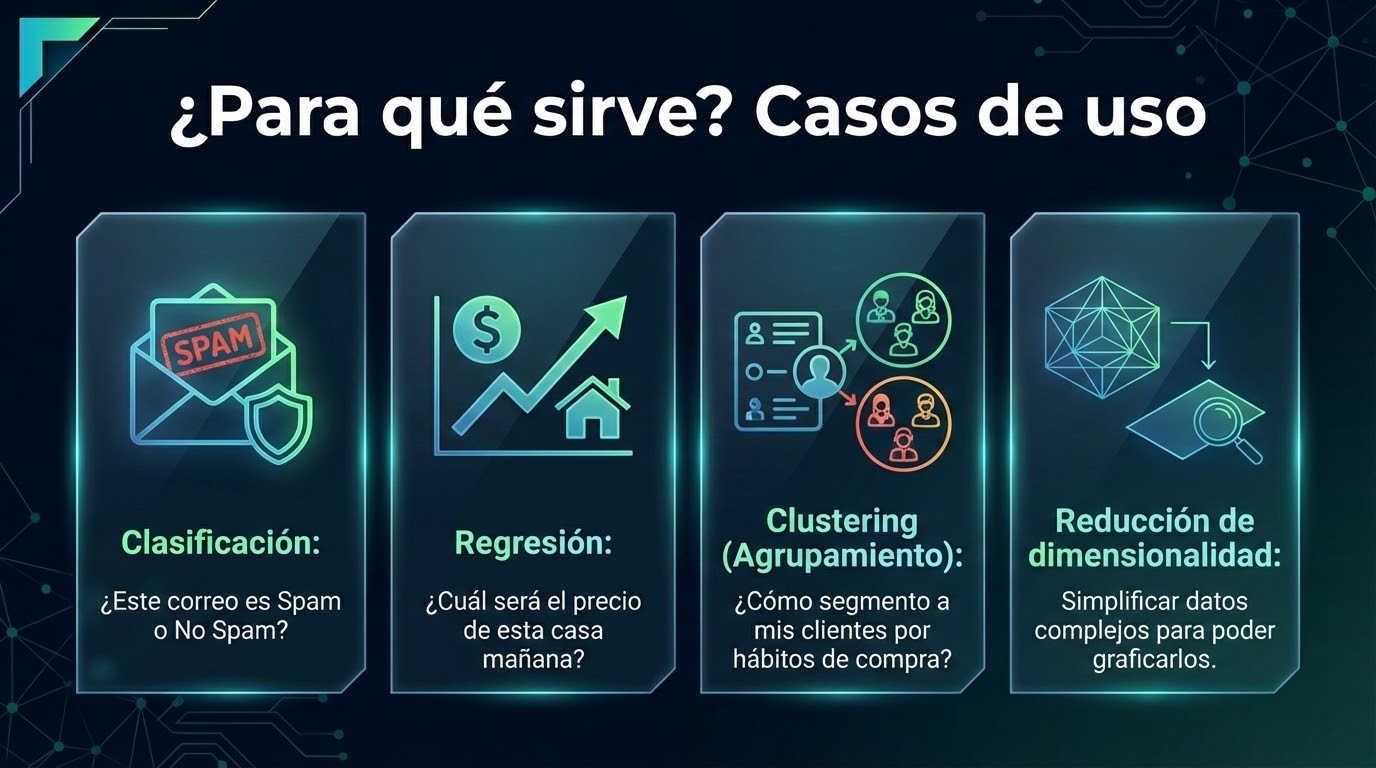 ¿Para qué sirve? Casos de uso
SPAM
$
Clasificación:
¿Este correo es Spam
o No Spam?
Regresión:
¿Cuál será el precio
de esta casa
mañana?
Clustering
(Agrupamiento):
¿Cómo segmento a
mis clientes por
hábitos de compra?
Reducción de
dimensionalidad:
Simplificar datos
complejos para poder
graficarlos.